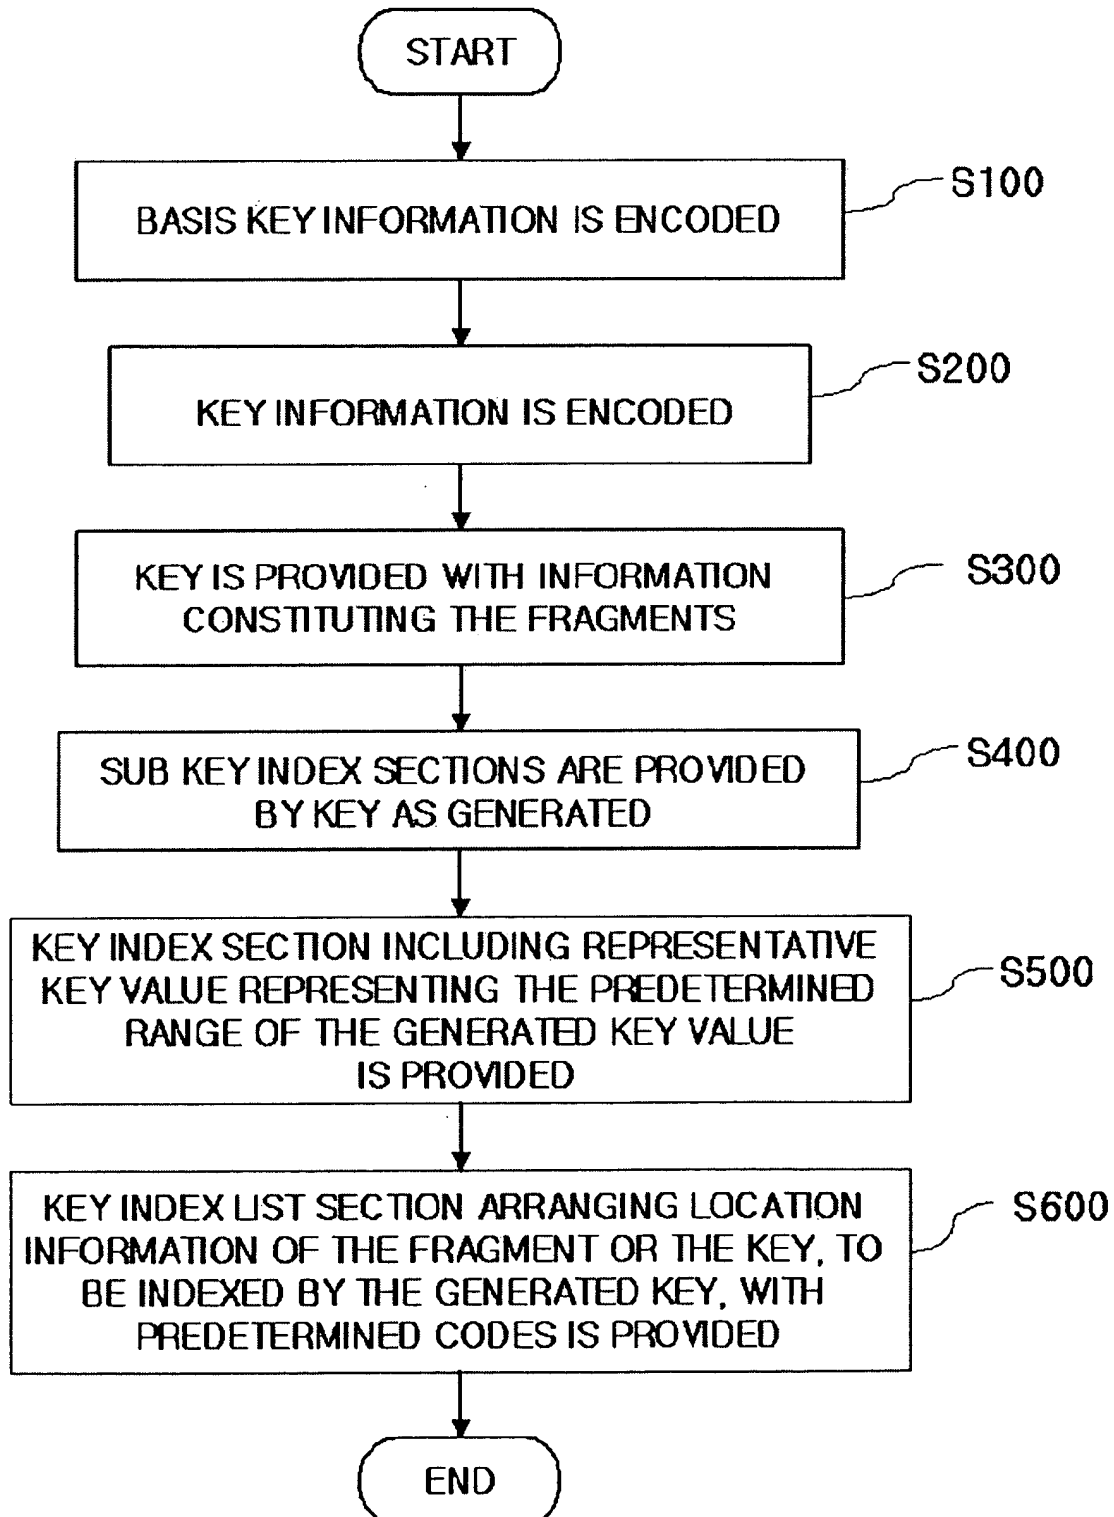 START
BASIS KEY INFORMATION IS ENCODED
S100
KEY INFORMATION IS ENCODED
S200
KEY IS PROVIDED WITH INFORMATION
CONSTITUTING THE FRAGMENTS
S300
SUB KEY INDEX SECTIONS ARE PROVIDED
BY KEY AS GENERATED
S400
KEY INDEX SECTION INCLUDING REPRESENTATIVE
KEY VALUE REPRESENTING THE PREDETERMINED
RANGE OF THE GENERATED KEY VALUE
IS PROVIDED
S500
KEY INDEX LIST SECTION ARRANGING LOCATION
INFORMATION OF THE FRAGMENT OR THE KEY, TO
BE INDEXED BY THE GENERATED KEY, WITH
PREDETERMINED CODES IS PROVIDED
S600
END